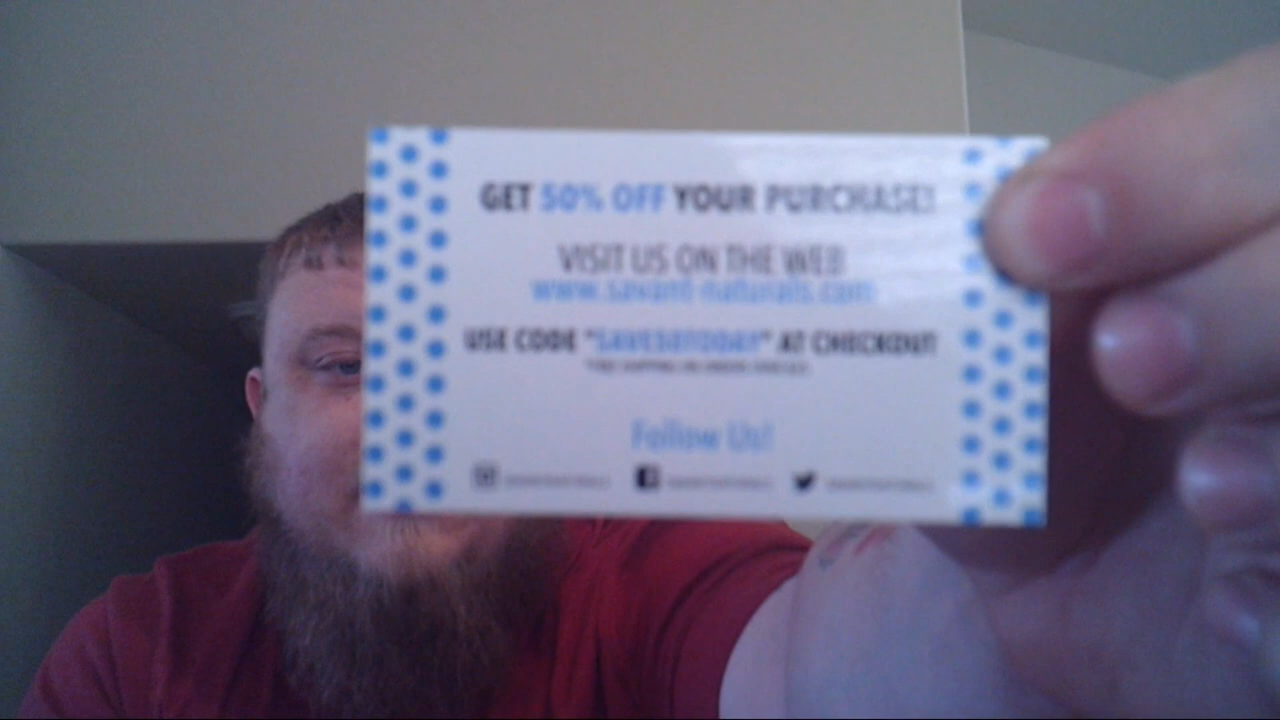 GET 50% OFF YOUR PURCHASE!
VISIT US ON THE WEB
www.savant-naturals.com
USE CODE "SAVE50TODAY" AT CHECKOUT
Follow Us!